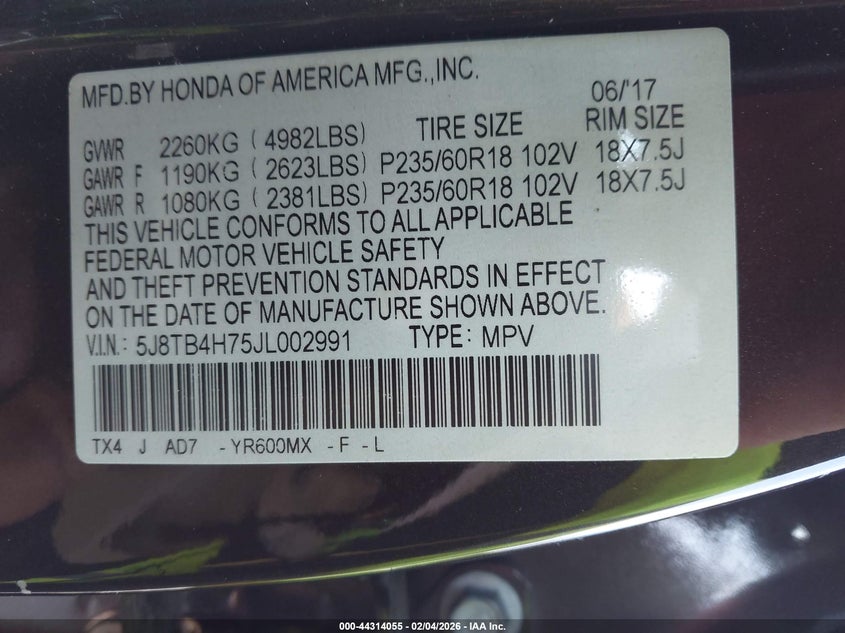 MFD.BY HONDA OF AMERICA MFG.,INC.
06/'17
GVWR 2260KG ( 4982LBS) TIRE SIZE RIM SIZE
GAWR F 1190KG ( 2623LBS) P235/60R18 102V 18X7.5J
GAWR R 1080KG ( 2381LBS) P235/60R18 102V 18X7.5J
THIS VEHICLE CONFORMS TO ALL APPLICABLE
FEDERAL MOTOR VEHICLE SAFETY
AND THEFT PREVENTION STANDARDS IN EFFECT
ON THE DATE OF MANUFACTURE SHOWN ABOVE.
V.I.N.: 5J8TB4H75JL002991 TYPE: MPV
TX4 J AD7 - YR600MX - F - L
000-44314055 - 02/04/2026 - IAA Inc.